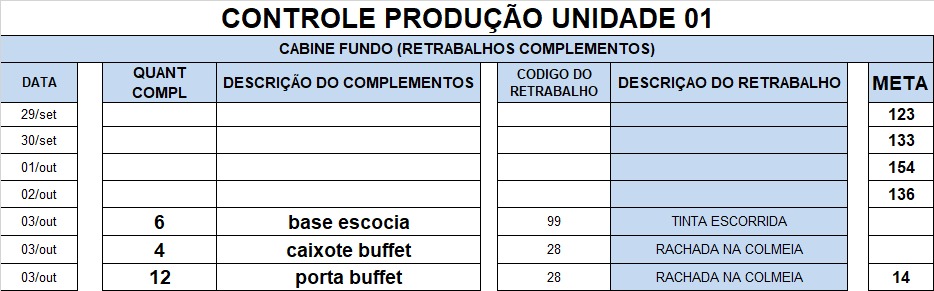 CONTROLE PRODUÇÃO UNIDADE 01
CABINE FUNDO (RETRABALHOS COMPLEMENTOS)
DATA QUANT COMPL DESCRIÇÃO DO COMPLEMENTOS CODIGO DO RETRABALHO DESCRIÇAO DO RETRABALHO META
29/set 123
30/set 133
01/out 154
02/out 136
03/out 6 base escocia 99 TINTA ESCORRIDA
03/out 4 caixote buffet 28 RACHADA NA COLMEIA
03/out 12 porta buffet 28 RACHADA NA COLMEIA 14